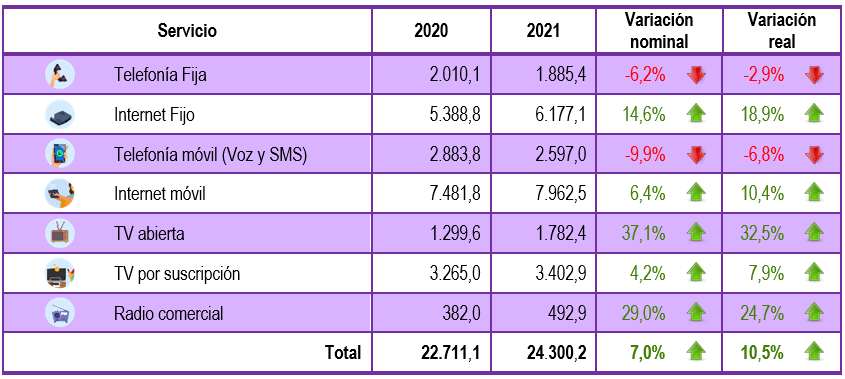 Servicio 2020 2021 Variación nominal Variación real
Telefonía Fija 2.010,1 1.885,4 -6,2% -2,9%
Internet Fijo 5.388,8 6.177,1 14,6% 18,9%
Telefonía móvil (Voz y SMS) 2.883,8 2.597,0 -9,9% -6,8%
Internet móvil 7.481,8 7.962,5 6,4% 10,4%
TV abierta 1.299,6 1.782,4 37,1% 32,5%
TV por suscripción 3.265,0 3.402,9 4,2% 7,9%
Radio comercial 382,0 492,9 29,0% 24,7%
Total 22.711,1 24.300,2 7,0% 10,5%